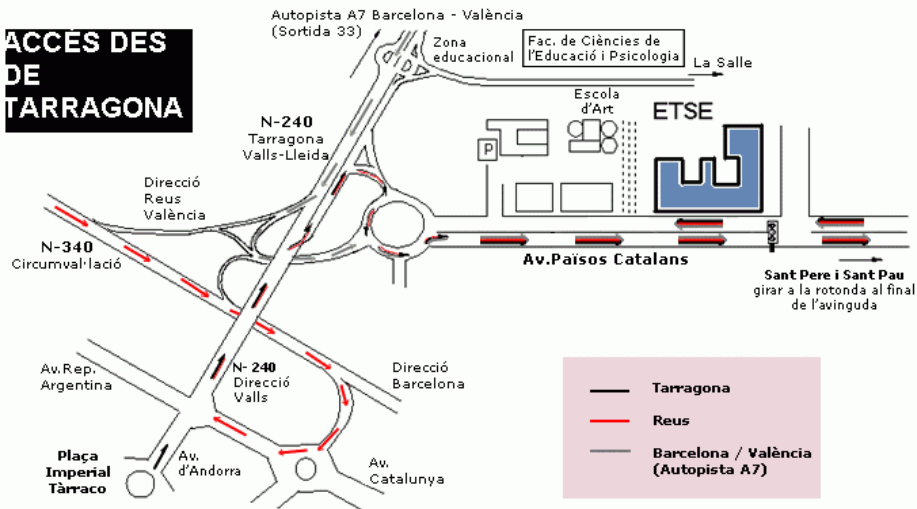 ACCÉS DES
DE
TARRAGONA
Autopista A7 Barcelona - València
(Sortida 33)
Zona
educacional
Fac. de Ciències de
l'Educació i Psicologia
La Salle
N-240
Tarragona
Valls-Lleida
Escola
d'Art
ETSE
P
Direcció
Reus
València
N-340
Circumval·lació
Av.Països Catalans
Sant Pere i Sant Pau
girar a la rotonda al final
de l'avinguda
Av.Rep.
Argentina
N- 240
Direcció
Valls
Direcció
Barcelona
Plaça
Imperial
Tàrraco
Av.
d'Andorra
Av.
Catalunya
Tarragona
Reus
Barcelona / València
(Autopista A7)